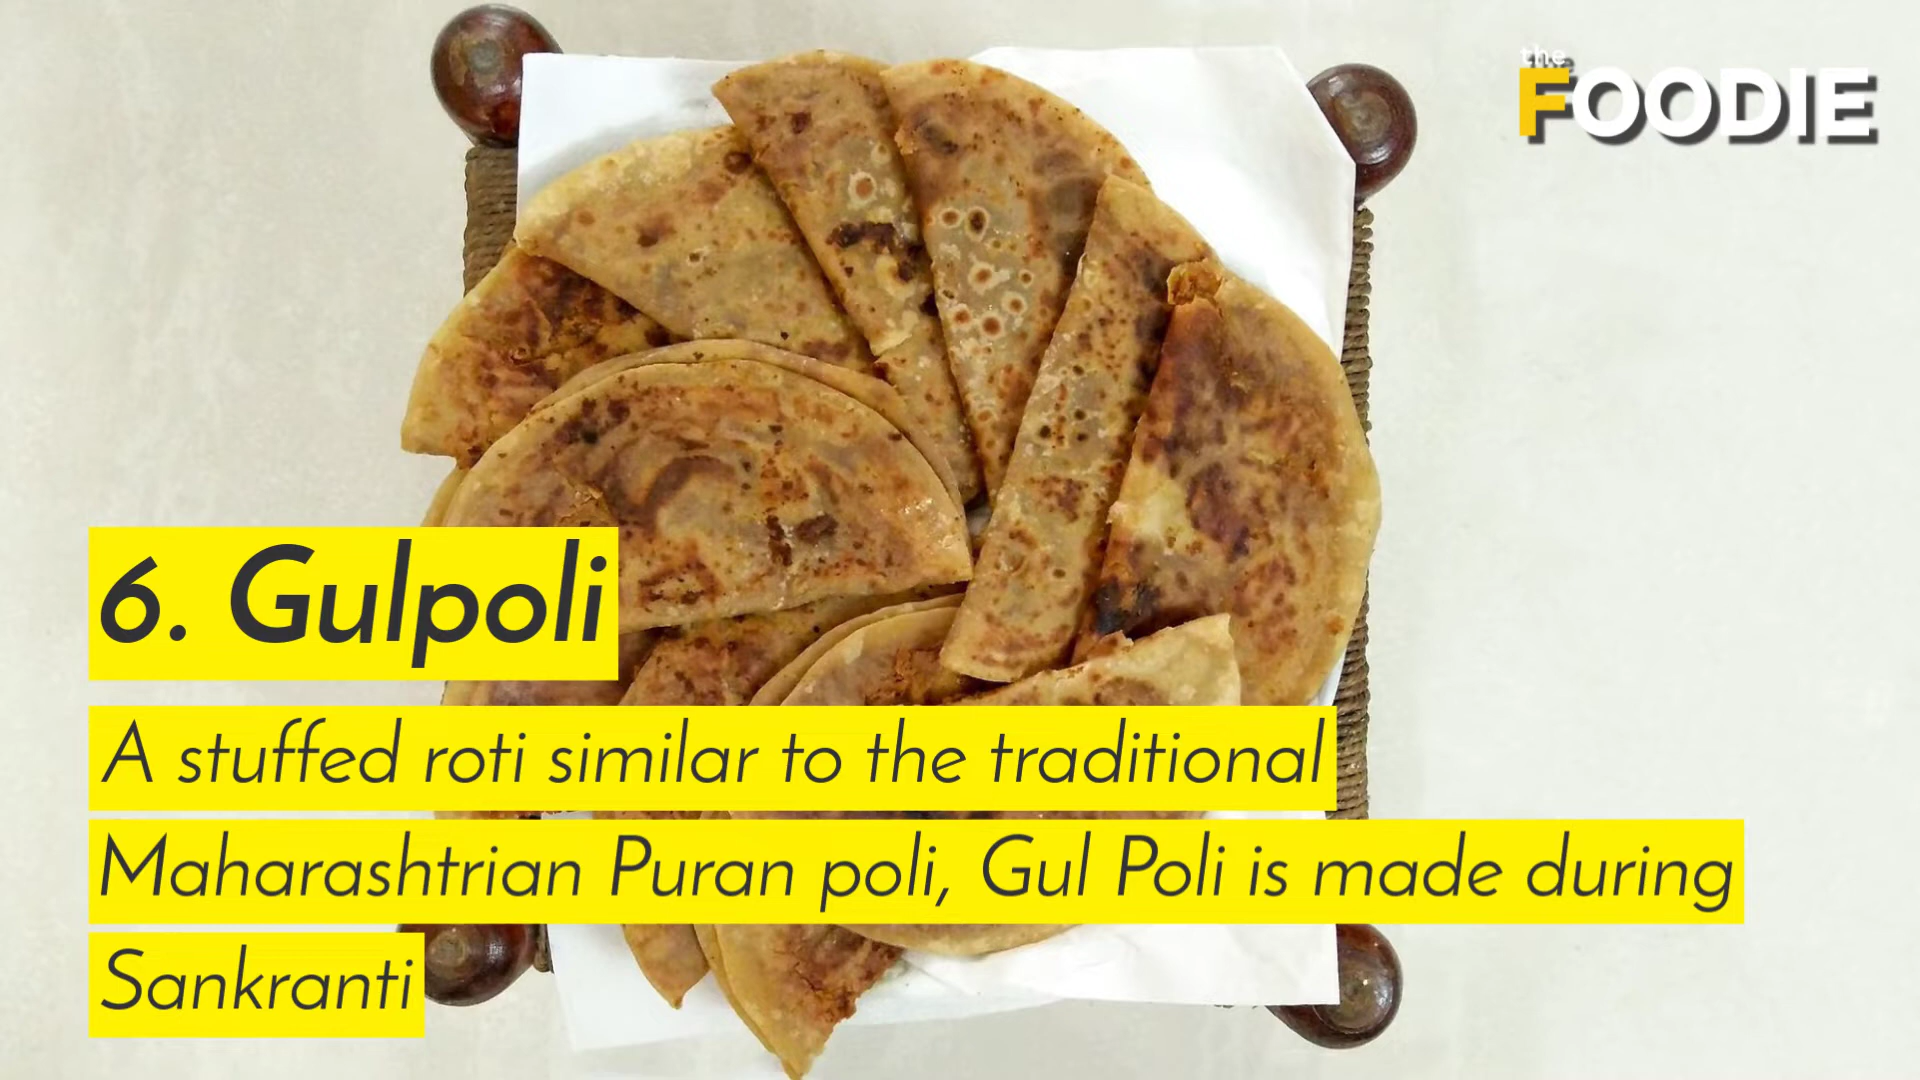 the
FOODIE
6. Gulpoli
A stuffed roti similar to the traditional
Maharashtrian Puran poli, Gul Poli is made during
Sankranti